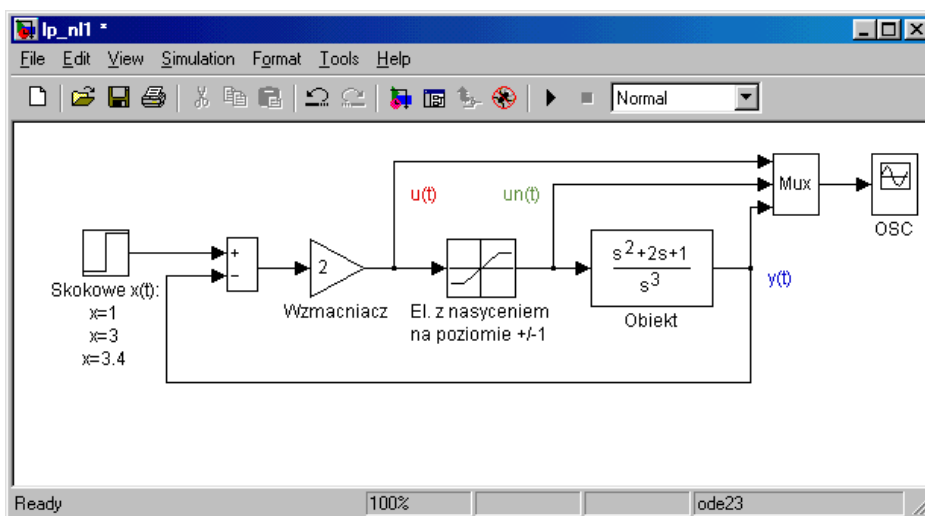 lp_nl1 *
File Edit View Simulation Format Tools Help
Normal
u(t)
un(t)
Mux
OSC
+
−
2
s²+2s+1
s³
y(t)
Skokowe x(t):
x=1
x=3
x=3.4
Wzmacniacz
El. z nasyceniem
na poziomie +/-1
Obiekt
Ready 100% ode23